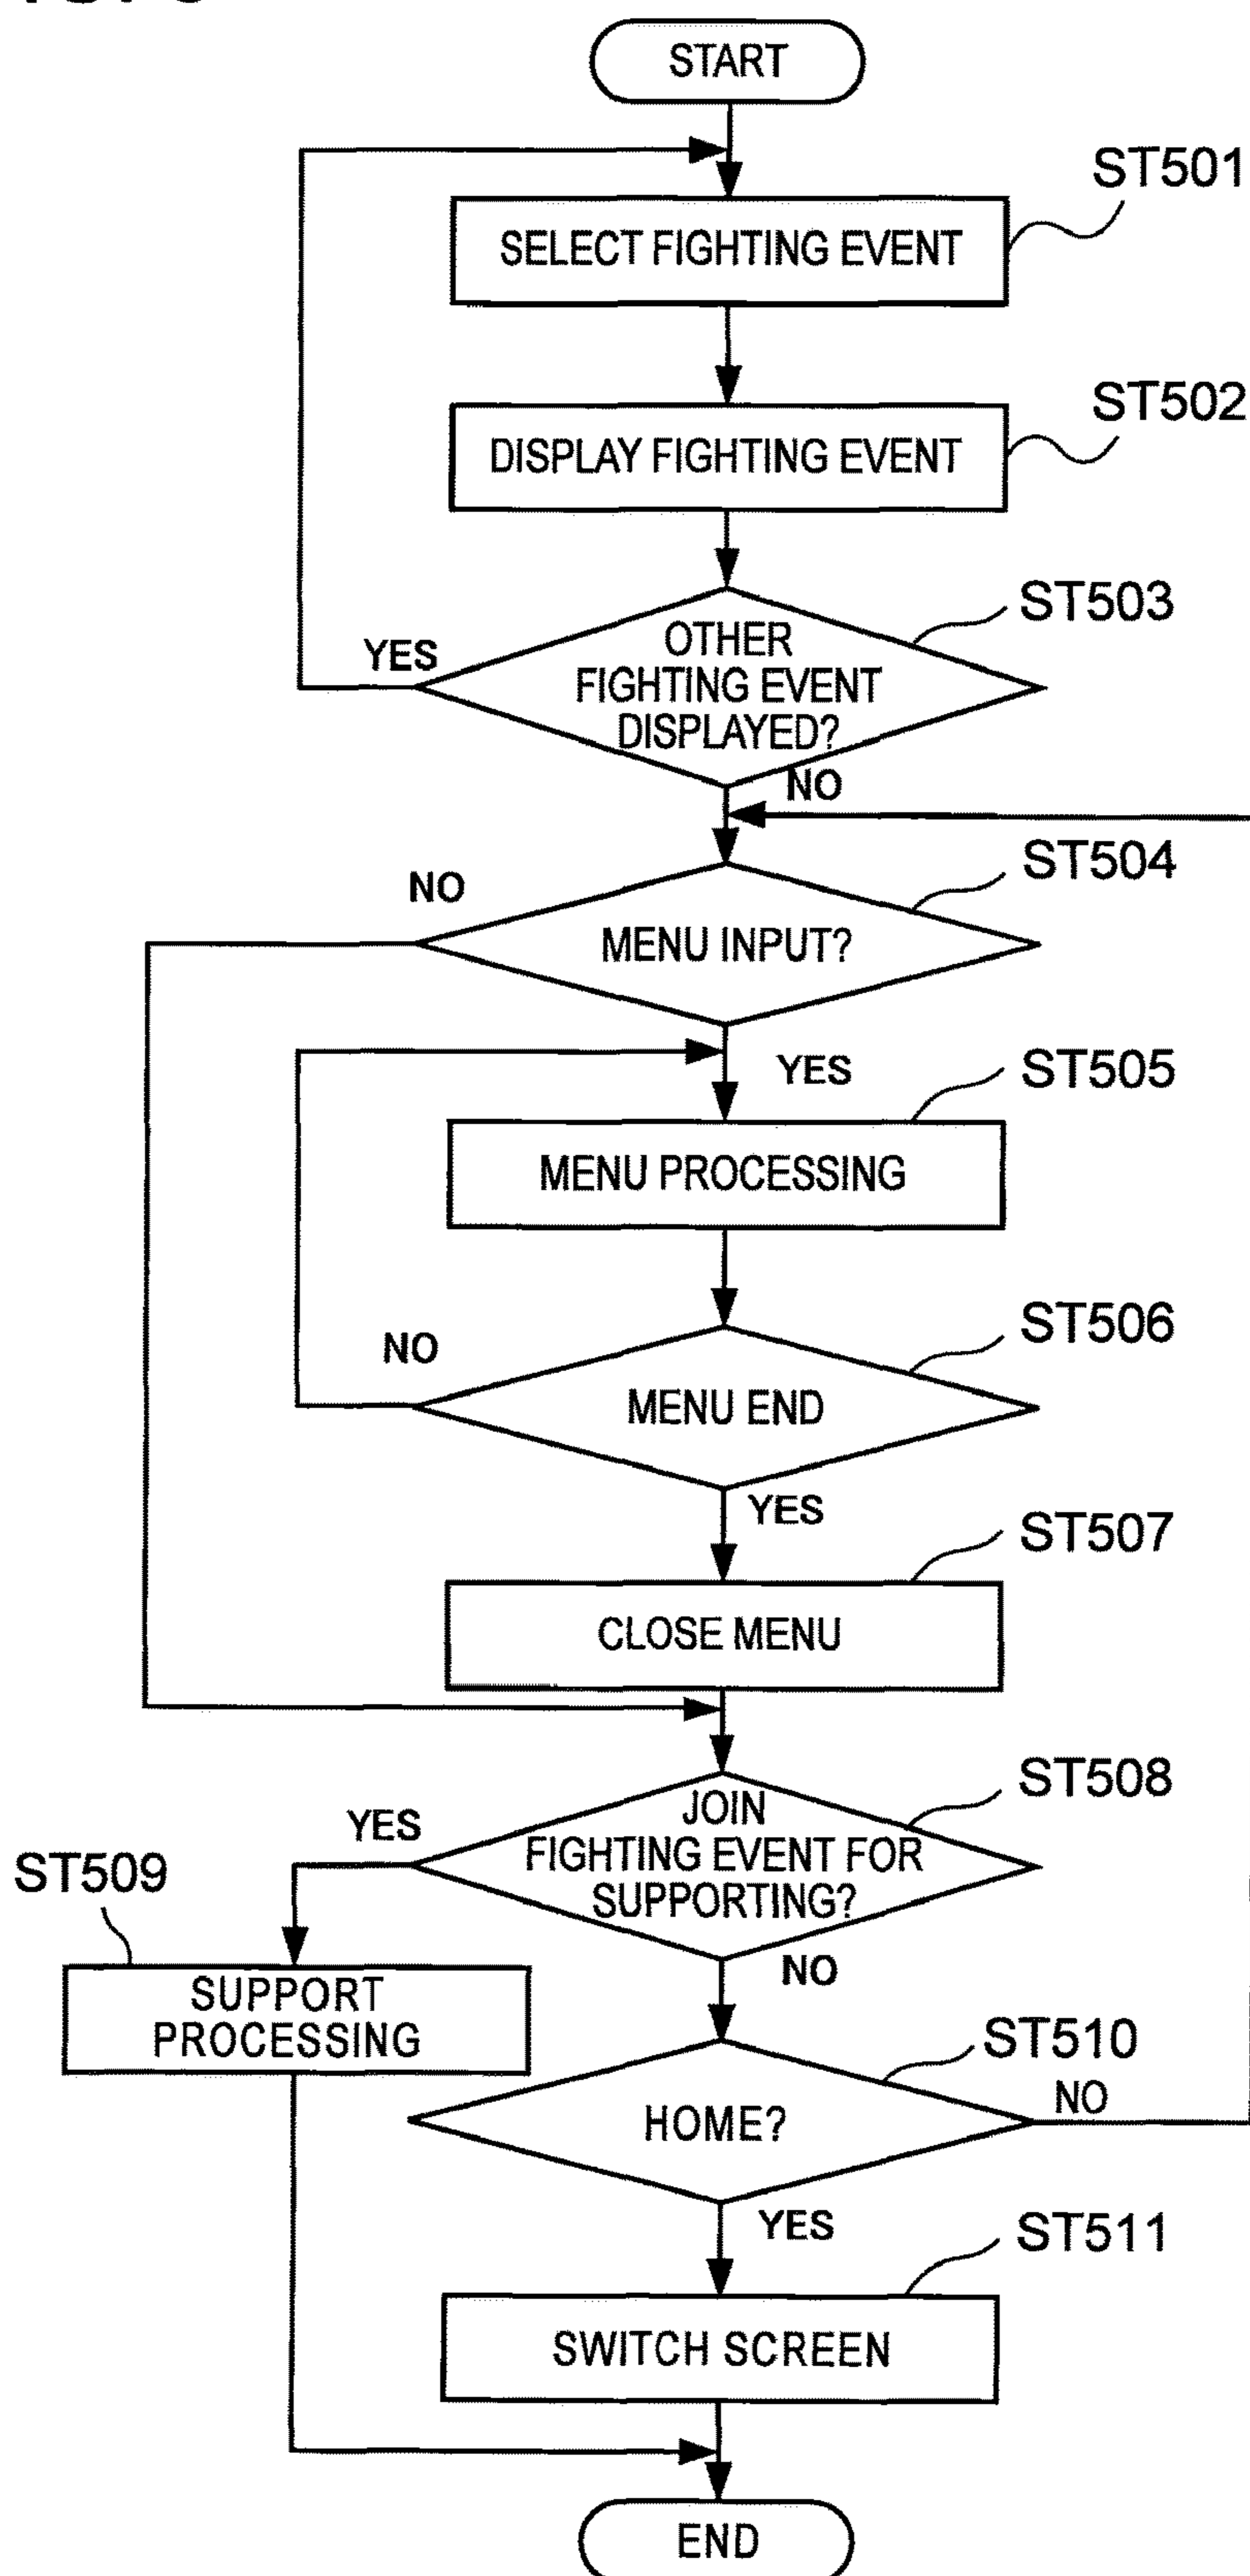 START
ST501
SELECT FIGHTING EVENT
ST502
DISPLAY FIGHTING EVENT
ST503
YES
OTHER
FIGHTING EVENT
DISPLAYED?
NO
ST504
NO
MENU INPUT?
YES
ST505
MENU PROCESSING
ST506
NO
MENU END
YES
ST507
CLOSE MENU
ST508
YES
JOIN
FIGHTING EVENT FOR
SUPPORTING?
ST509
NO
SUPPORT
PROCESSING
ST510
NO
HOME?
YES
ST511
SWITCH SCREEN
END